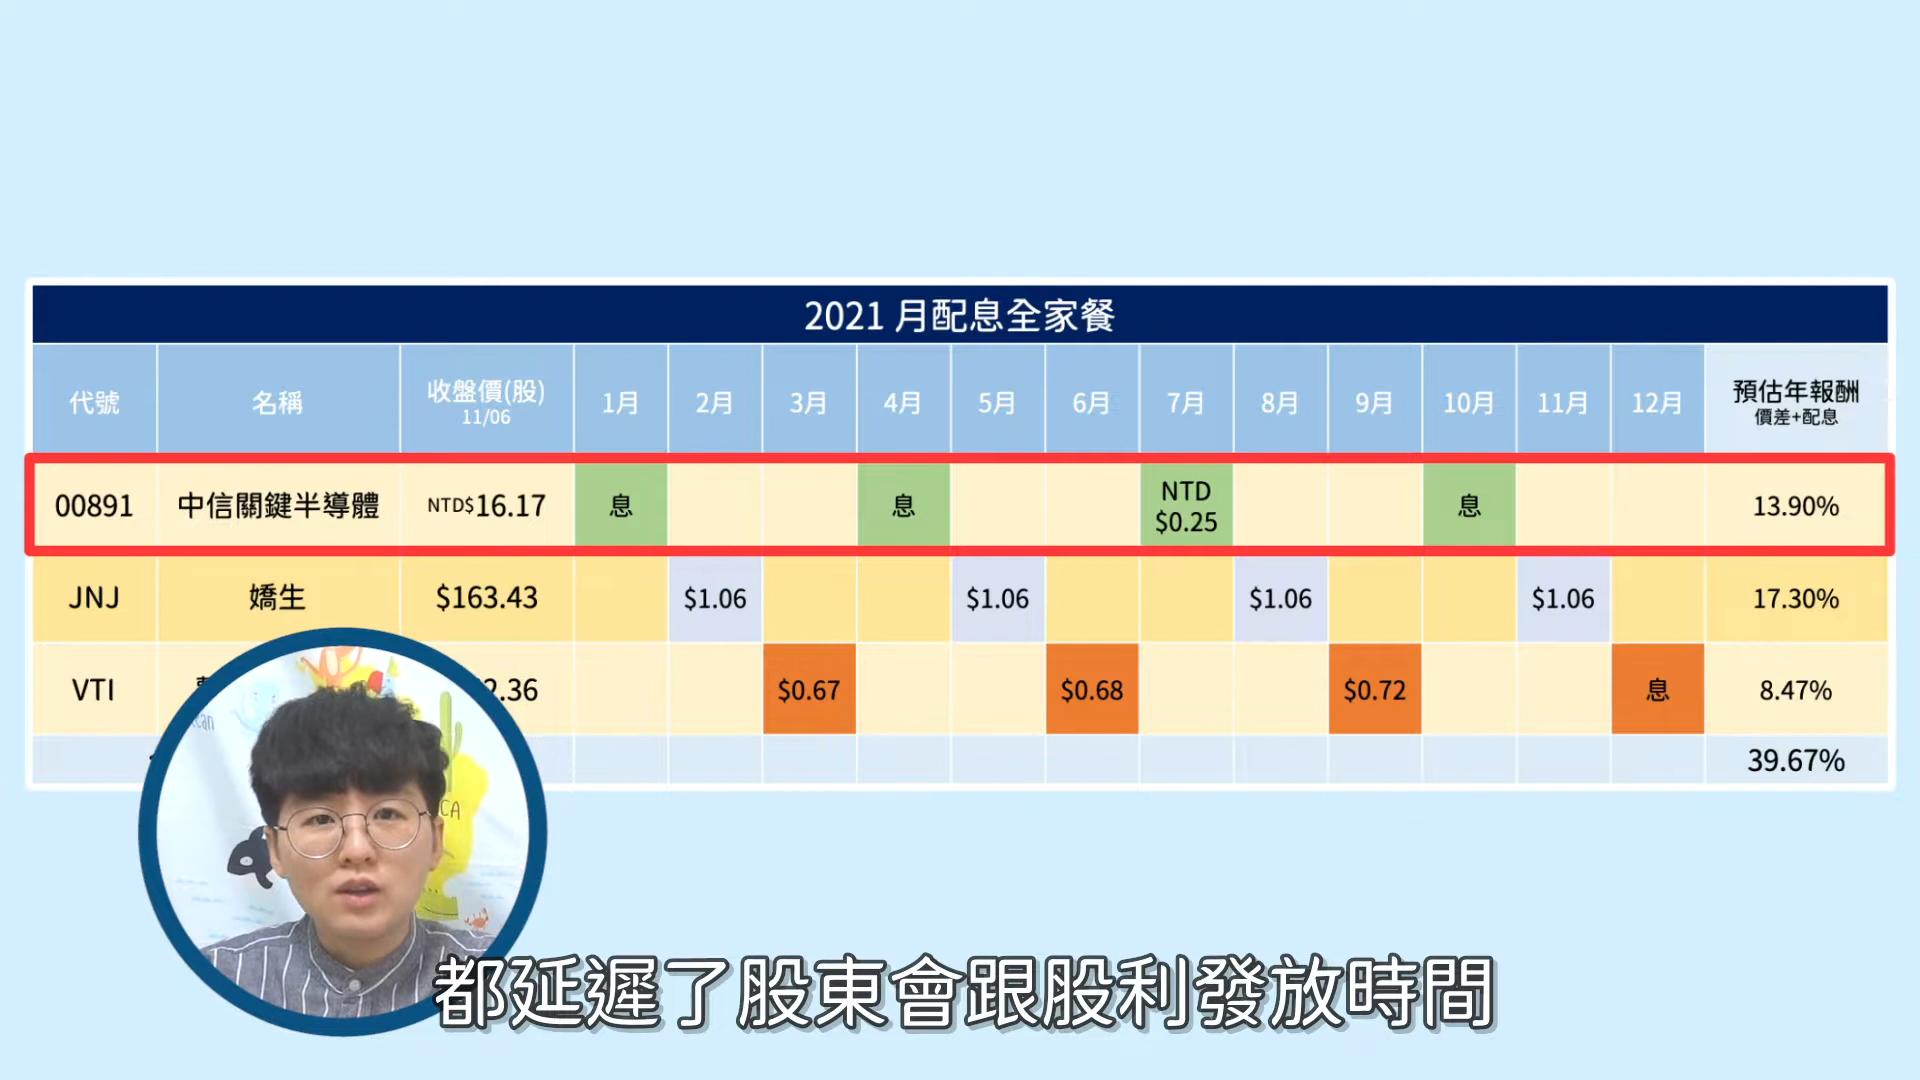 2021 月配息全家餐
代號 名稱 收盤價(股) 1月 2月 3月 4月 5月 6月 7月 8月 9月 10月 11月 12月 預估年報酬
11/06 價差+配息
00891 中信關鍵半導體 NTD$16.17 息 息 NTD $0.25 息 13.90%
JNJ 嬌生 $163.43 $1.06 $1.06 $1.06 $1.06 17.30%
VTI 2.36 $0.67 $0.68 $0.72 息 8.47%
39.67%
CA
都延遲了股東會跟股利發放時間